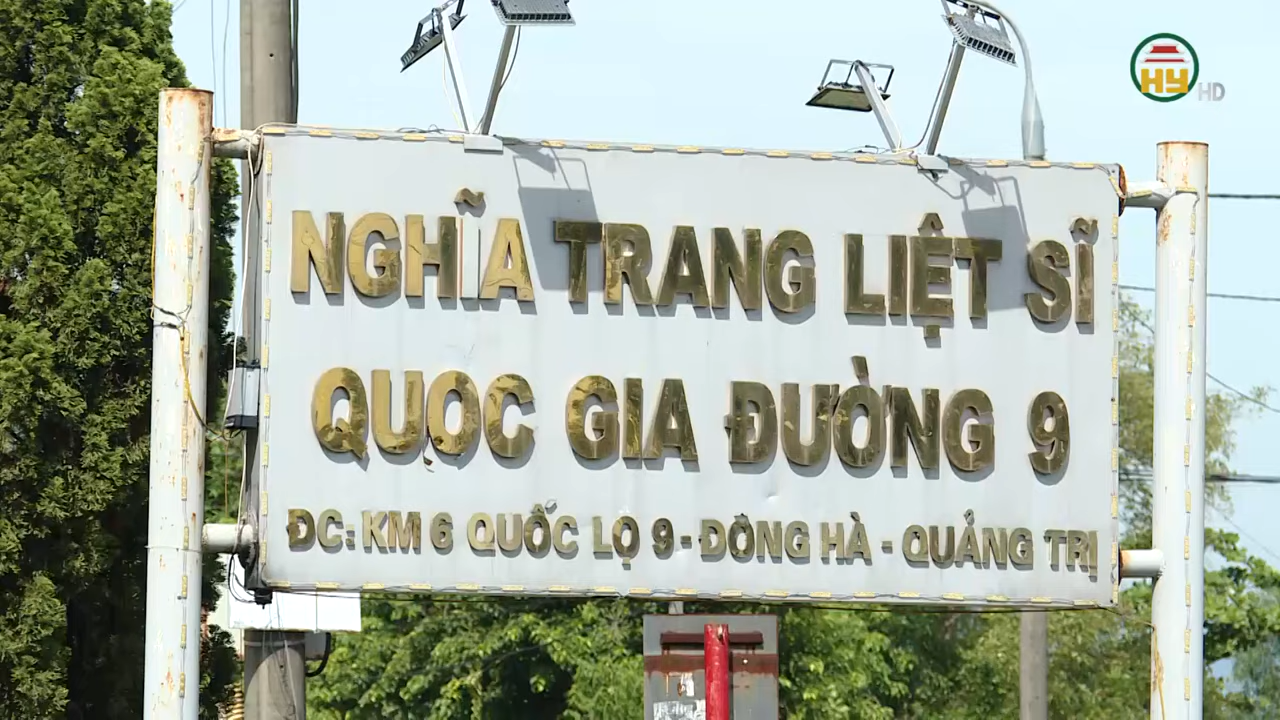 HY HD
NGHĨA TRANG LIỆT SĨ
QUOC GIA ĐƯỜNG 9
ĐC: KM 6 QUỐC LỘ 9 - ĐÔNG HÀ - QUẢNG TRỊ